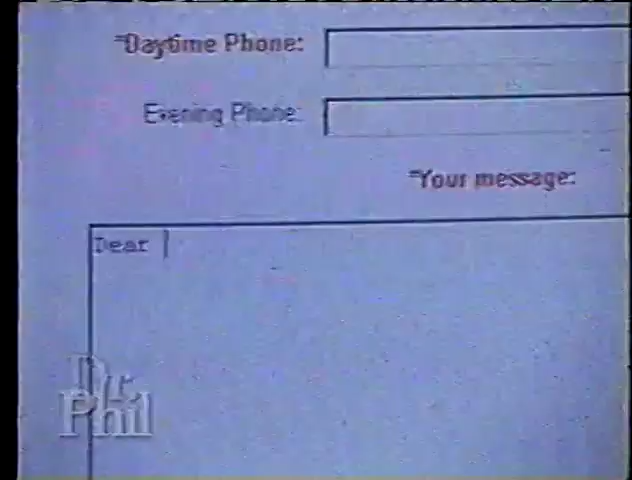 *Daytime Phone:
Evening Phone:
*Your message:
Dear
Dr.
Phil